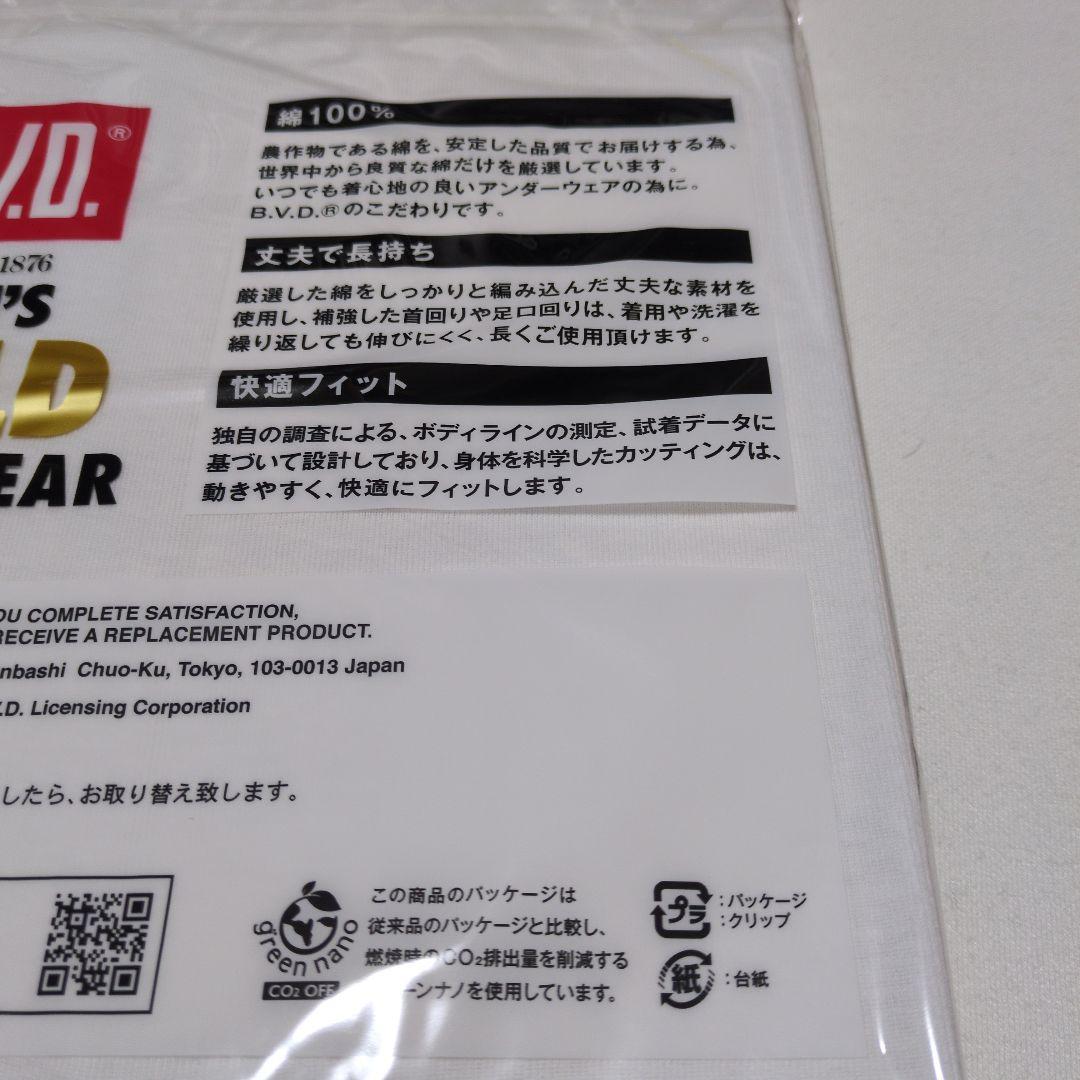 .V.D.®
1876
'S
LD
EAR
綿100%
農作物である綿を、安定した品質でお届けする為、
世界中から良質な綿だけを厳選しています。
いつでも着心地の良いアンダーウェアの為に。
B.V.D.®のこだわりです。
丈夫で長持ち
厳選した綿をしっかりと編み込んだ丈夫な素材を
使用し、補強した首回りや足口回りは、着用や洗濯を
繰り返しても伸びにくく、長くご使用頂けます。
快適フィット
独自の調査による、ボディラインの測定、試着データに
基づいて設計しており、身体を科学したカッティングは、
動きやすく、快適にフィットします。
OU COMPLETE SATISFACTION,
RECEIVE A REPLACEMENT PRODUCT.
nbashi Chuo-Ku, Tokyo, 103-0013 Japan
V.D. Licensing Corporation
したら、お取り替え致します。
green nano
CO₂ OFF
この商品のパッケージは
従来品のパッケージと比較し、
燃焼時のCO₂排出量を削減する
ーンナノを使用しています。
プラ:パッケージ
:クリップ
紙:台紙